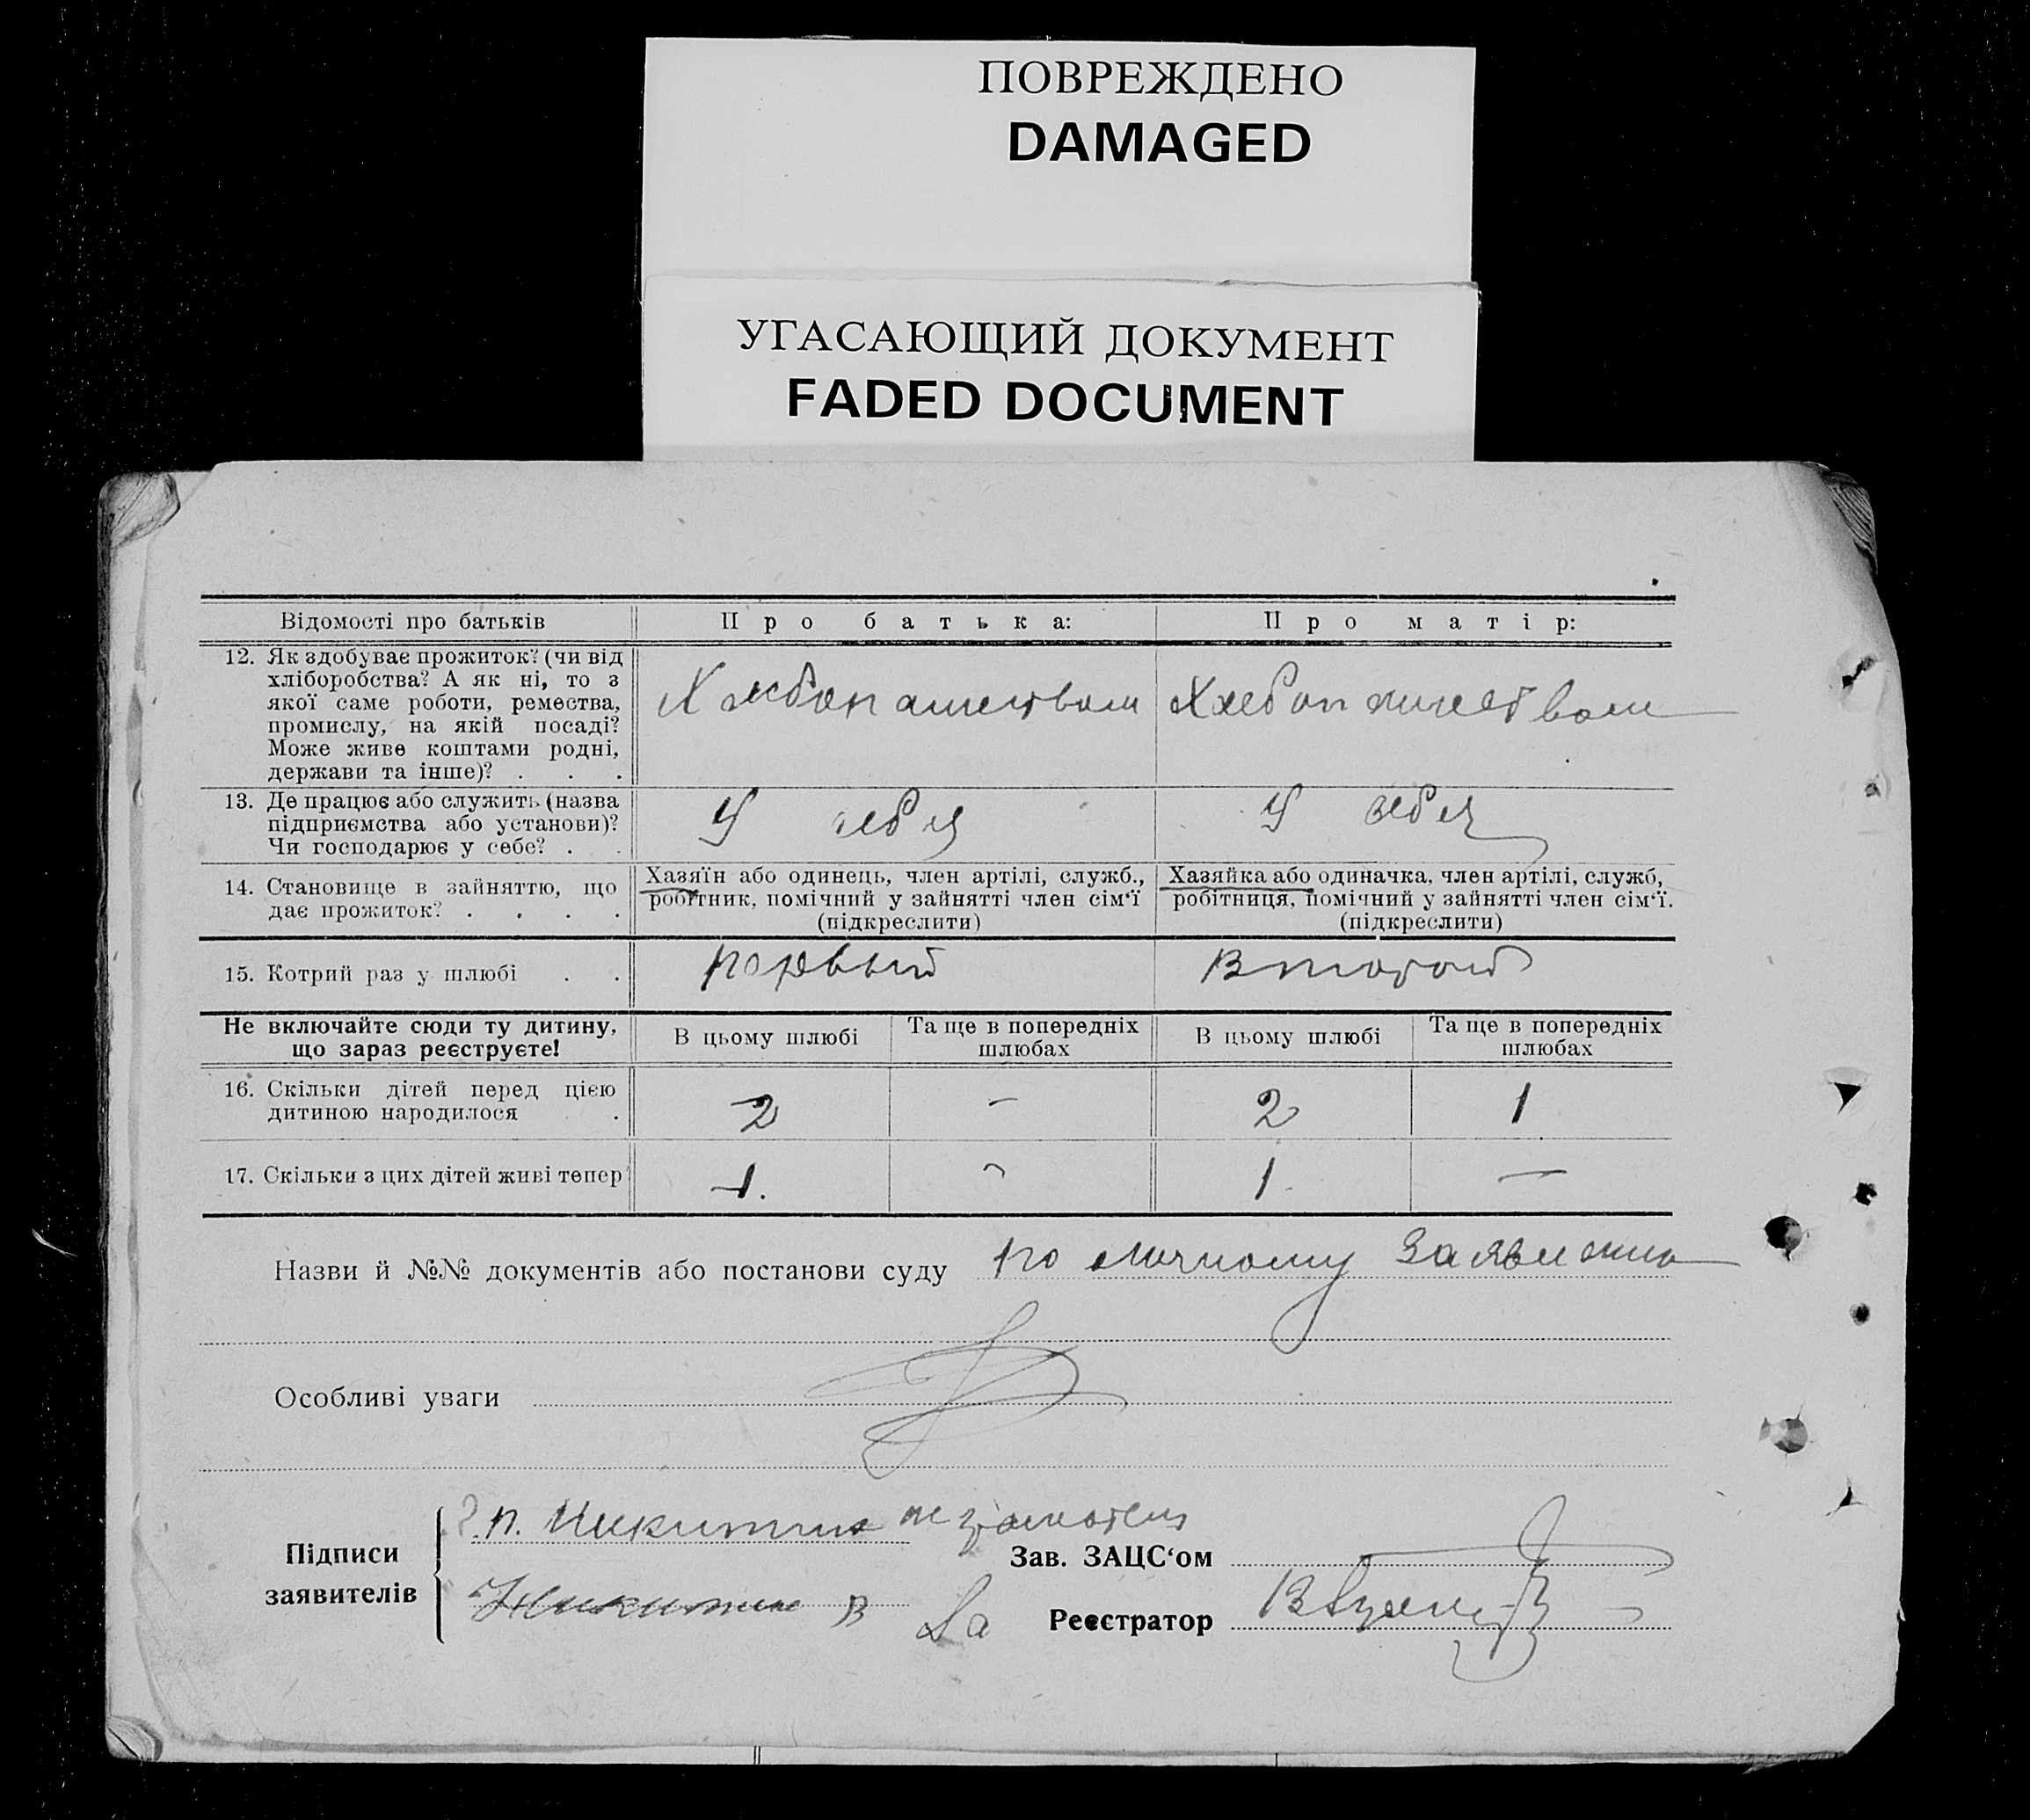 ПОВРЕЖДЕНО
DAMAGED
УГАСАЮЩИЙ ДОКУМЕНТ
FADED DOCUMENT
Відомості про батьків
Про батька:
Про матір:
12. Як здобуває прожиток? (чи від
хліборобства? А як ні, то з
якої саме роботи, ремества,
промислу, на якій посаді?
Може живе коштами родні,
держави та інше)? . . .
Хлебопашеством
Хлебопашеством
13. Де працює або служить (назва
підприємства або установи)?
Чи господарює у себе? . .
У себя
У себя
14. Становище в зайняттю, що
дає прожиток? . . . .
Хазяїн або одинець, член артілі, служб.,
робітник, помічний у зайнятті член сім‘ї
(підкреслити)
Хазяйка або одиначка, член артілі, служб,
робітниця, помічний у зайнятті член сім‘ї.
(підкреслити)
15. Котрий раз у шлюбі . .
первый
Второй
Не включайте сюди ту дитину,
що зараз реєструєте!
В цьому шлюбі
Та ще в попередніх
шлюбах
В цьому шлюбі
Та ще в попередніх
шлюбах
16. Скільки дітей перед цією
дитиною народилося .
2
-
2
1
17. Скільки з цих дітей живі тепер
1.
-
1
—
Назви й №№ документів або постанови суду по личному
Особливі уваги
Підписи
заявителів
п. Никитин неграмотен
Никитин В
Зав. ЗАЦС‘ом
Реєстратор